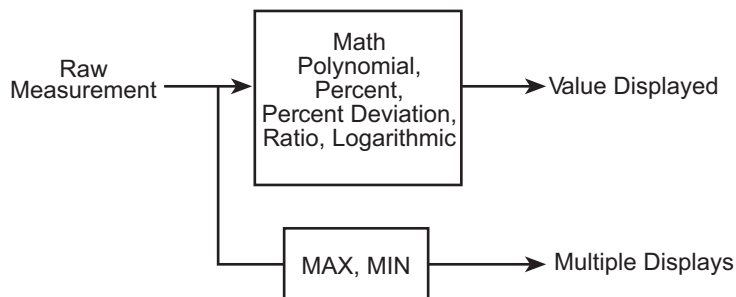 Raw
Measurement
Math
Polynomial,
Percent,
Percent Deviation,
Ratio, Logarithmic
Value Displayed
MAX, MIN
Multiple Displays